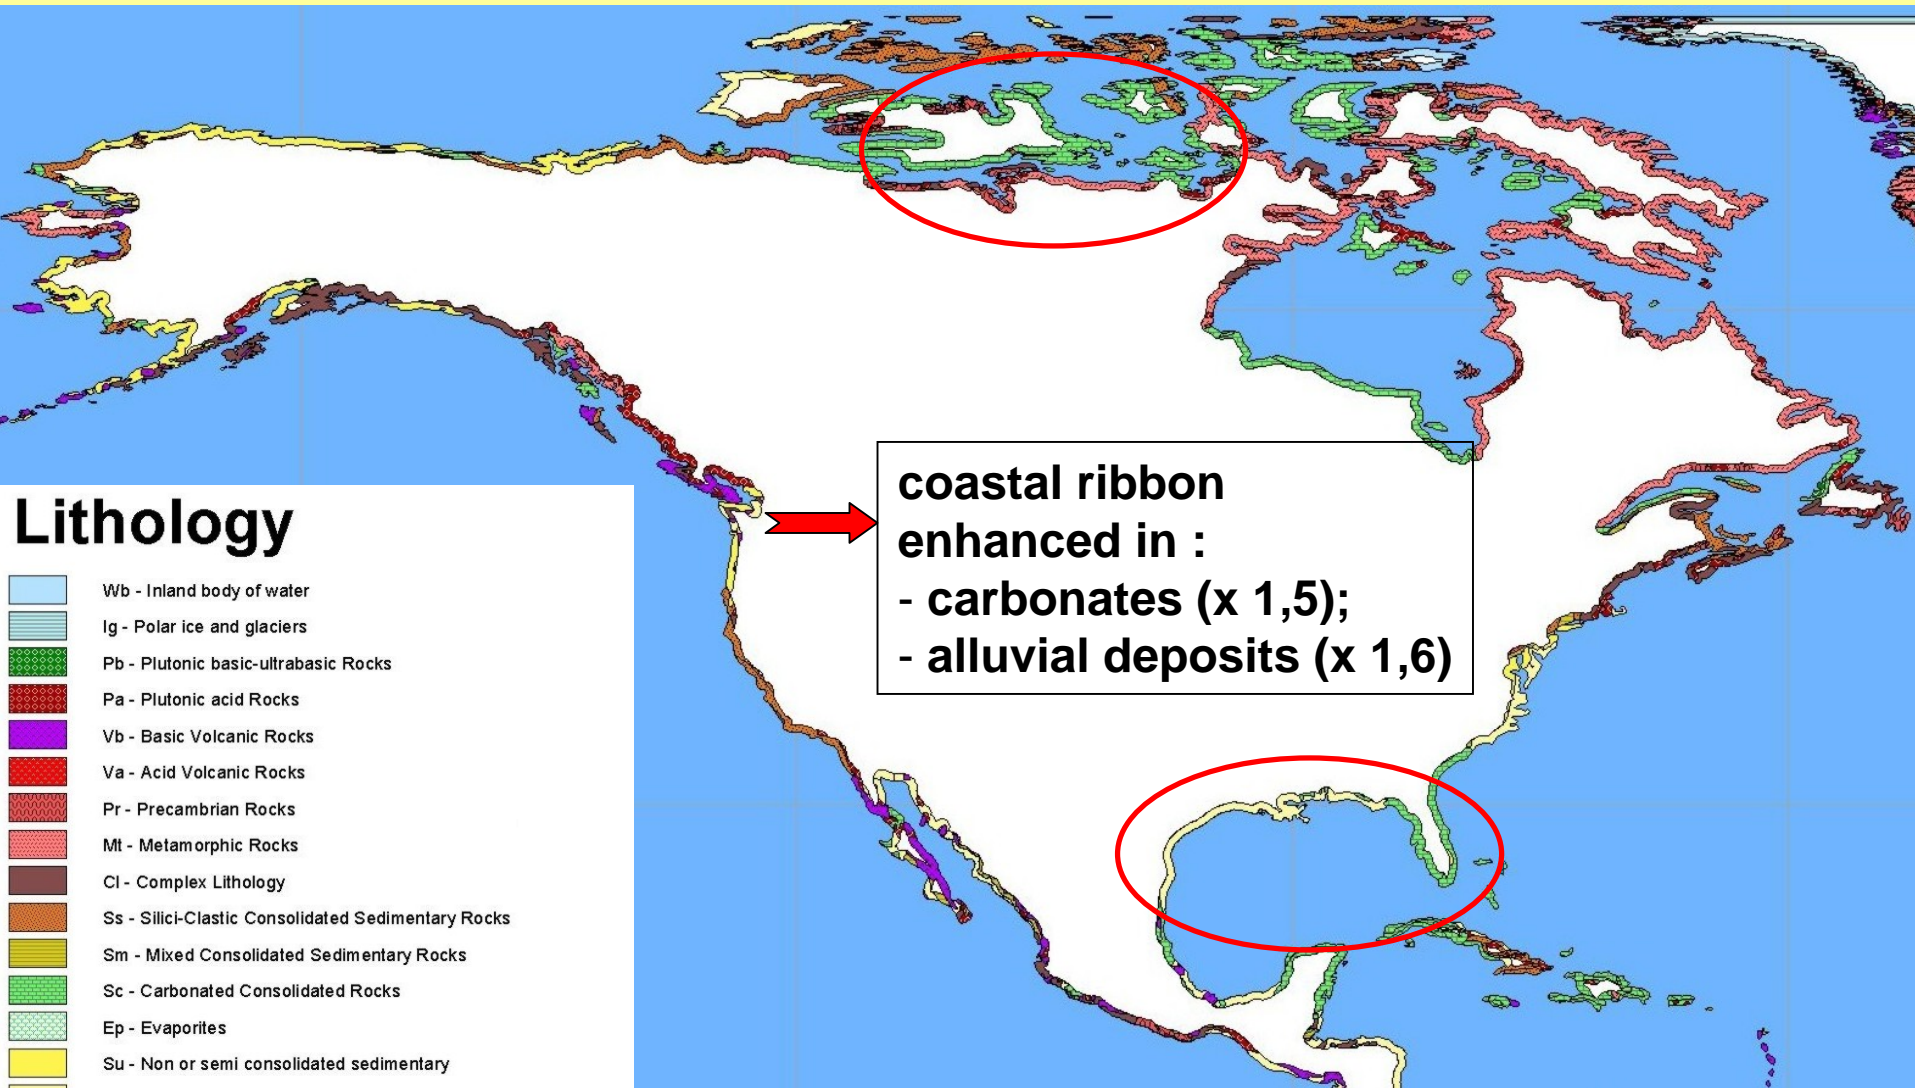 coastal ribbon
enhanced in :
- carbonates (x 1,5);
- alluvial deposits (x 1,6)
Lithology
Wb - Inland body of water
Ig - Polar ice and glaciers
Pb - Plutonic basic-ultrabasic Rocks
Pa - Plutonic acid Rocks
Vb - Basic Volcanic Rocks
Va - Acid Volcanic Rocks
Pr - Precambrian Rocks
Mt - Metamorphic Rocks
Cl - Complex Lithology
Ss - Silici-Clastic Consolidated Sedimentary Rocks
Sm - Mixed Consolidated Sedimentary Rocks
Sc - Carbonated Consolidated Rocks
Ep - Evaporites
Su - Non or semi consolidated sedimentary